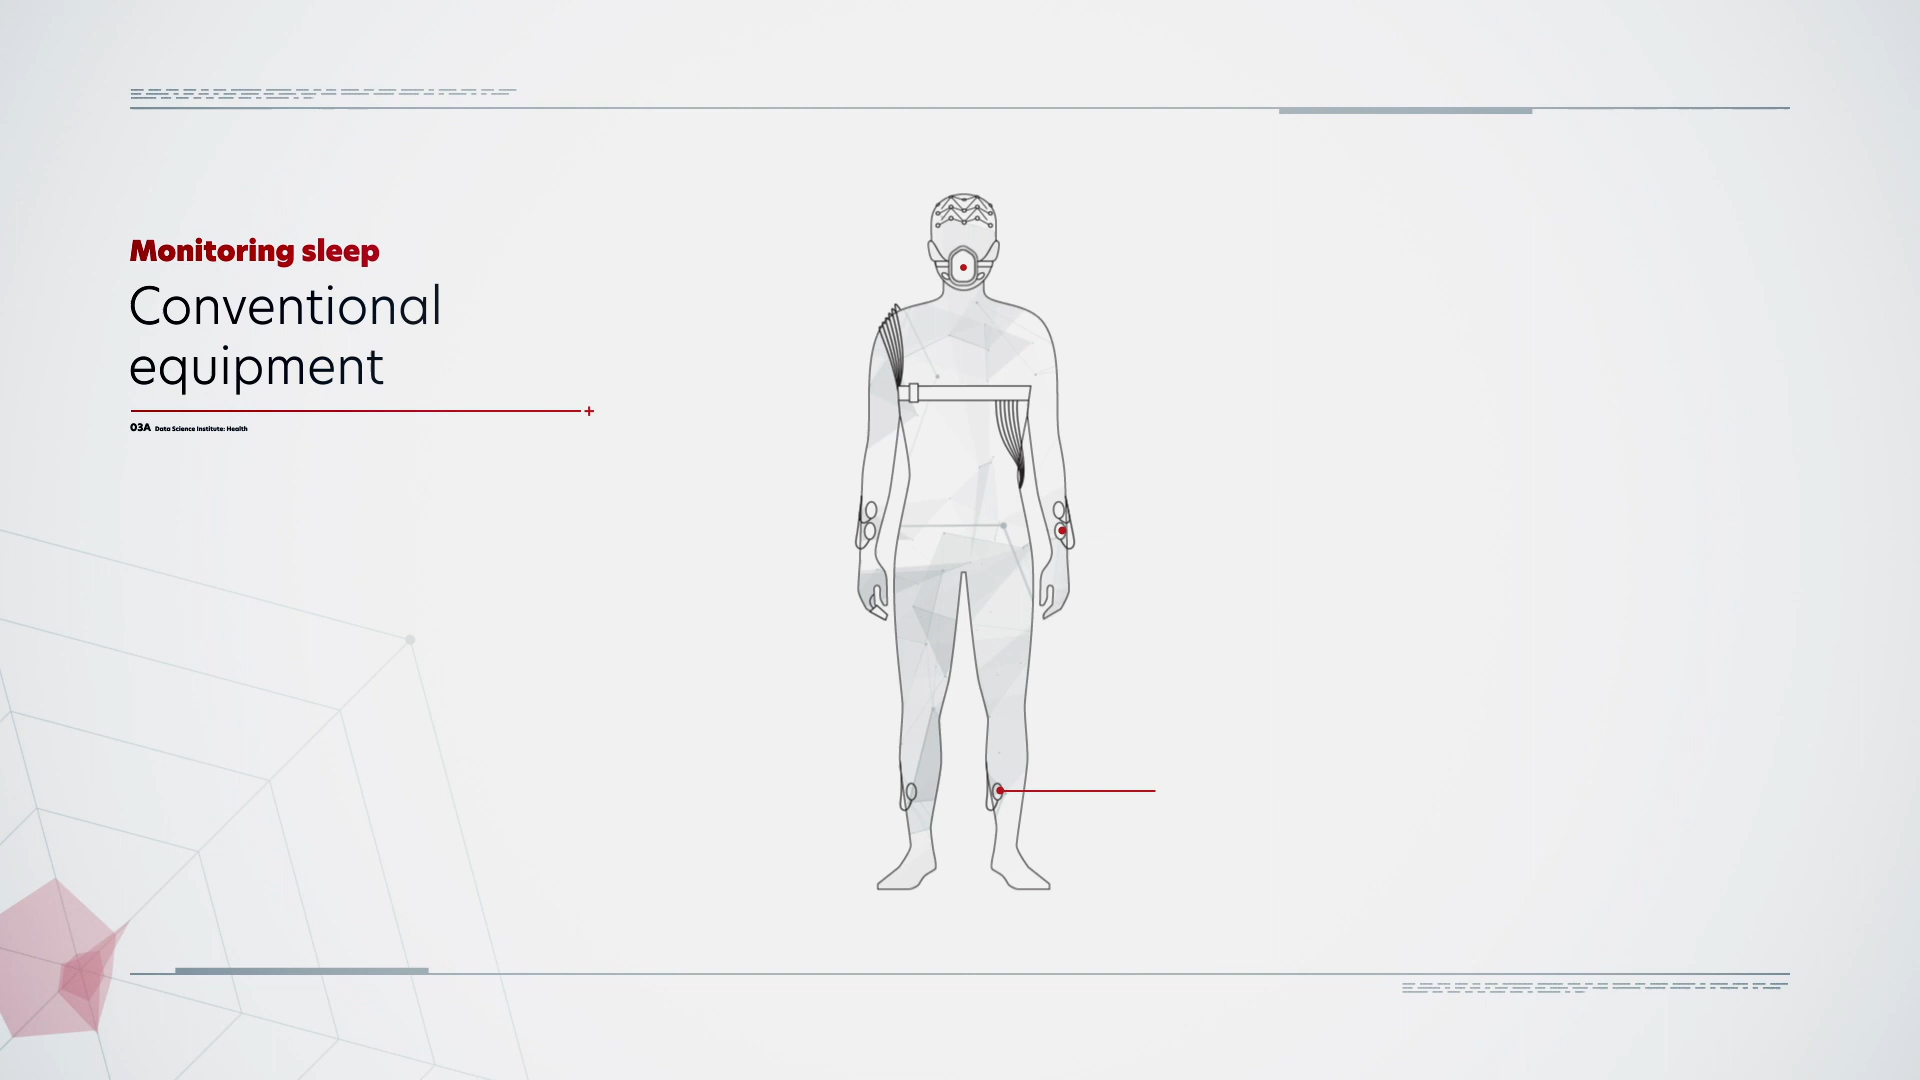 Monitoring sleep
Conventional
equipment
03A Data Science Institute: Health